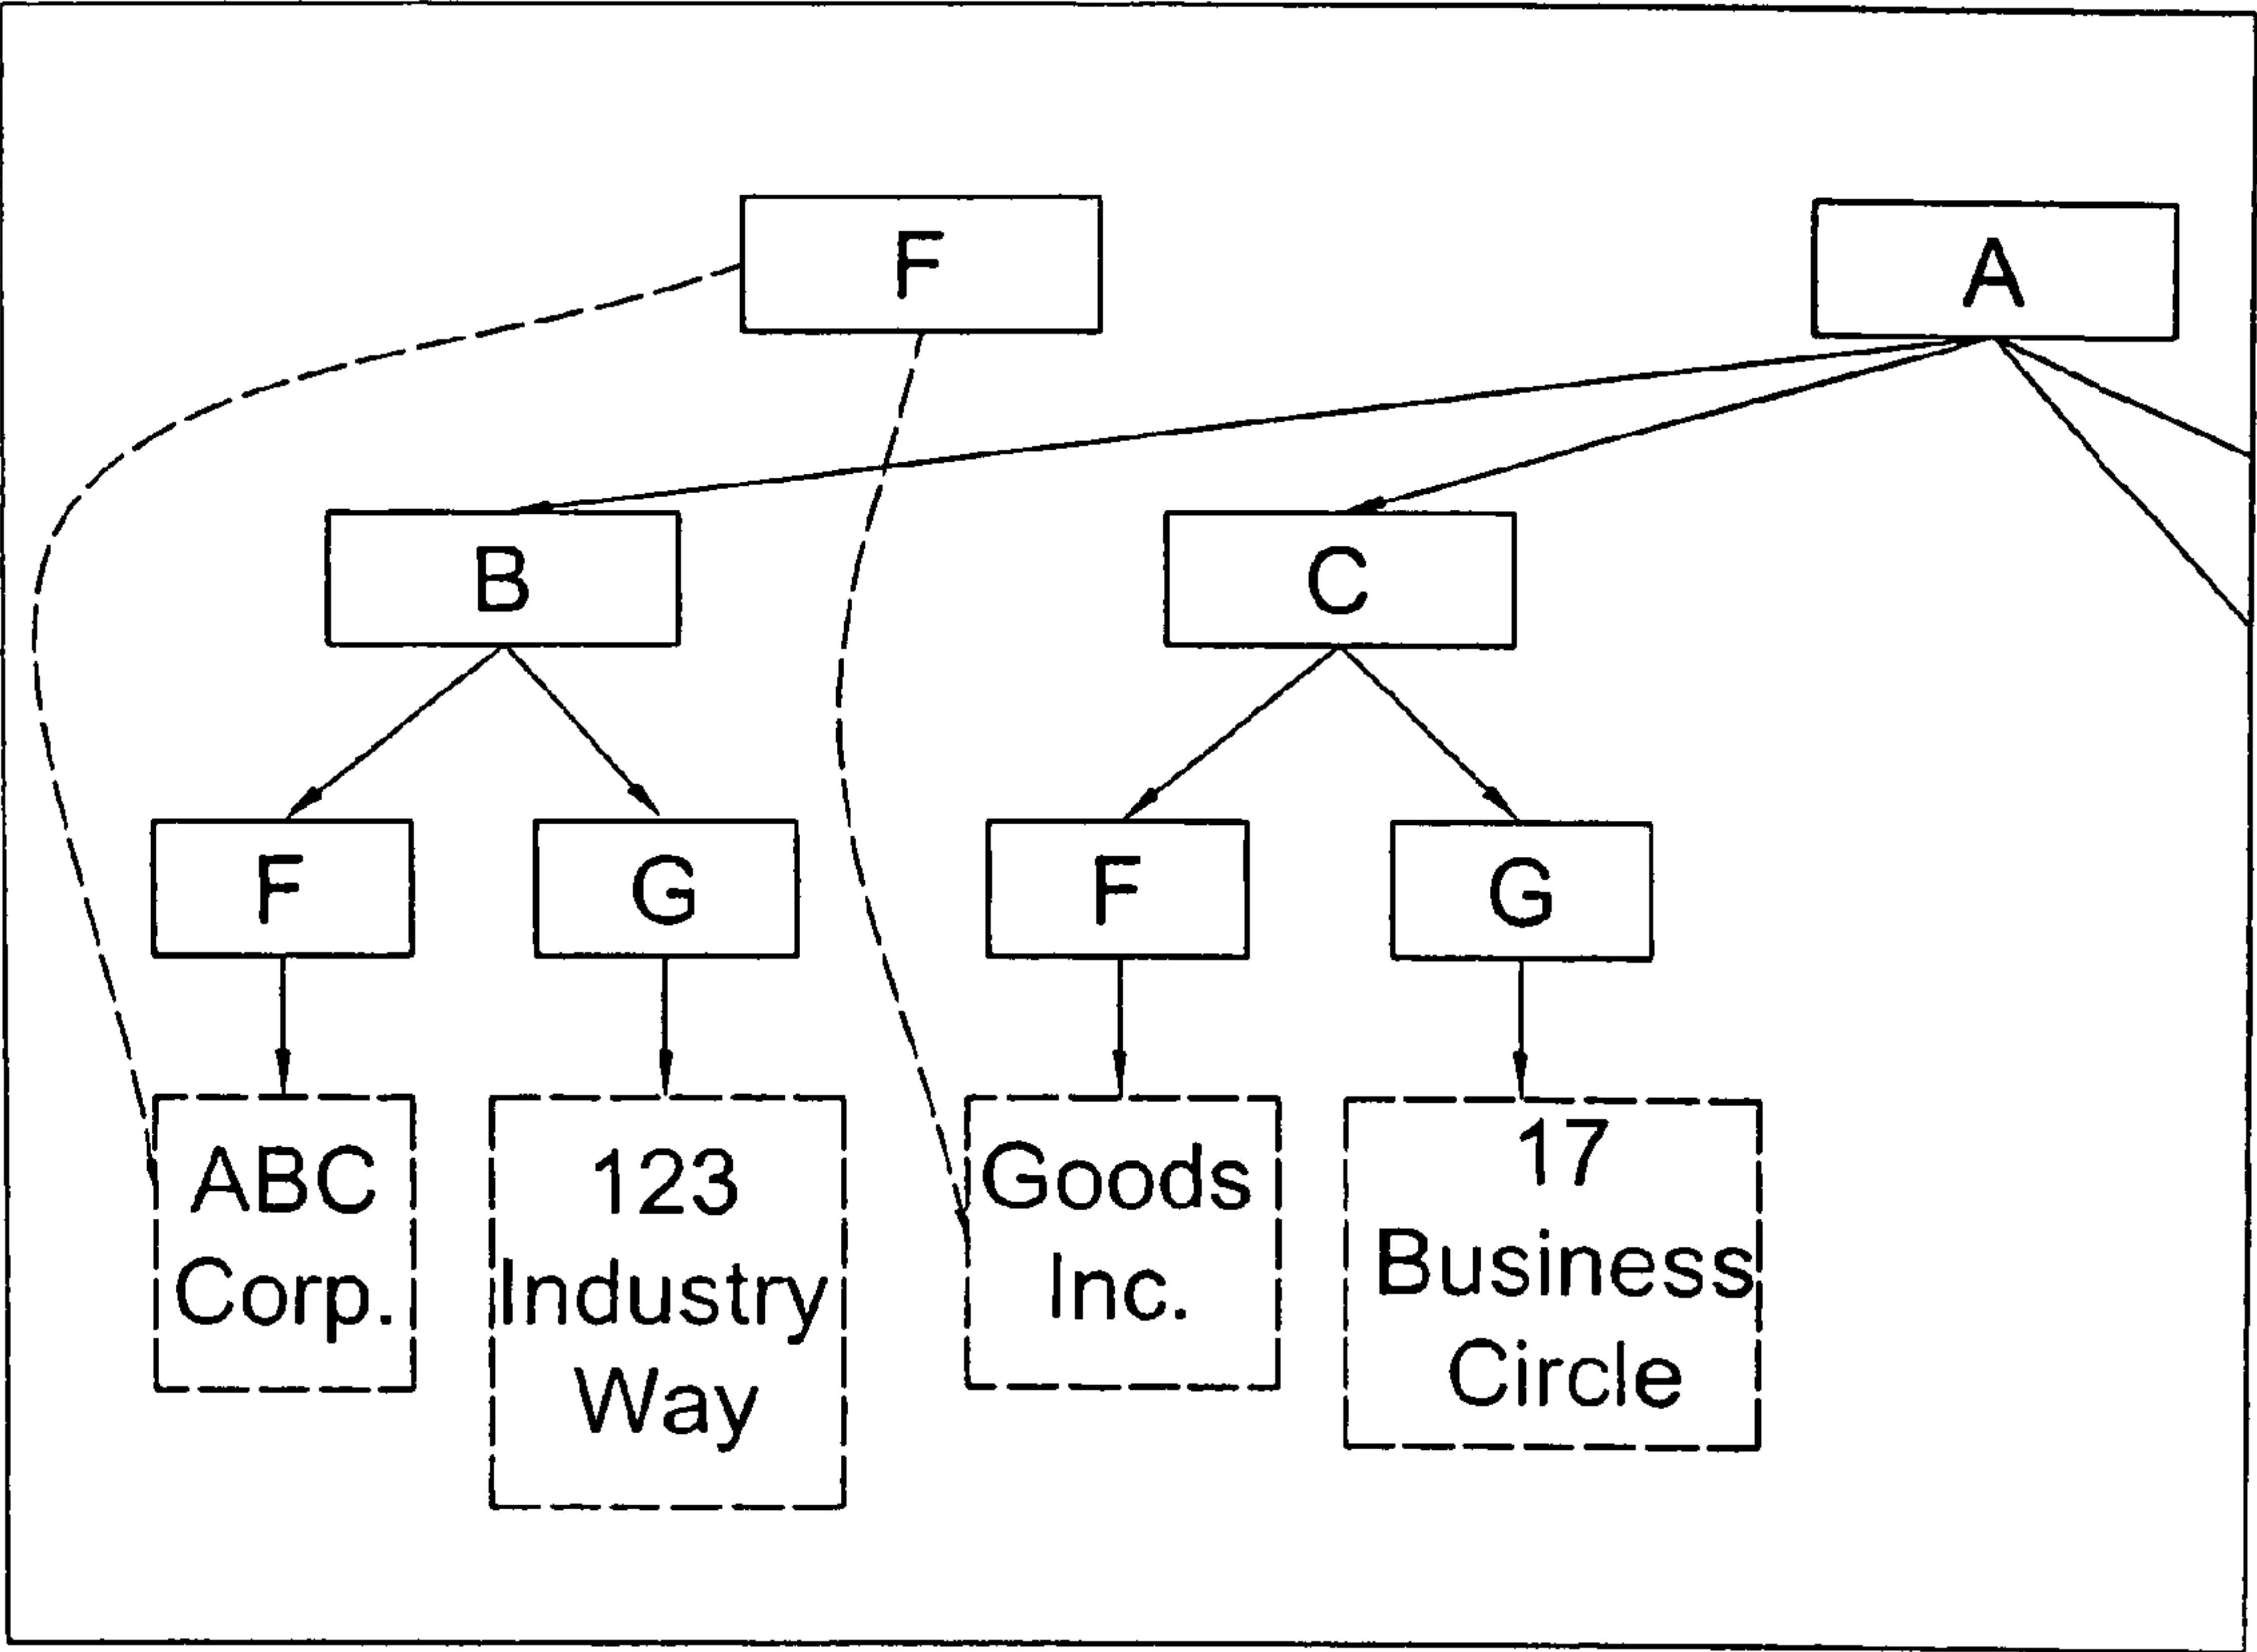 F
A
B
C
F
G
F
G
ABC
Corp.
123
Industry
Way
Goods
Inc.
17
Business
Circle